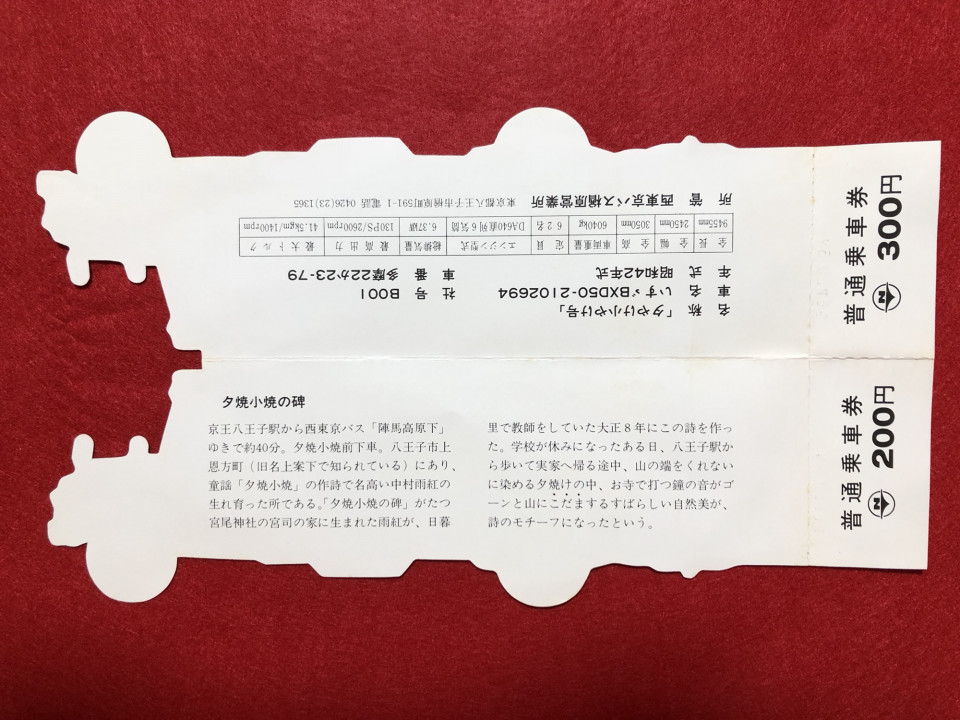 名 称 「夕やけ小やけ号」
車 名 いすゞBXD50-2102694
年 式 昭和42年式
社 号 B001
車 番 多摩22か23-79
全長 全幅 全高 車両重量 定員 エンジン型式 総排気量 最高出力 最大トルク
9455mm 2450mm 3050mm 6040kg 62名 DA640直列6気筒 6.37ℓ 130PS/2600rpm 41.5kgm/1400rpm
所 管 西東京バス楢原営業所 東京都八王子市楢原町591-1 電話 0426(23)1365
普通乗車券 300円
夕焼小焼の碑
京王八王子駅から西東京バス「陣馬高原下」
ゆきで約40分。夕焼小焼前下車。八王子市上
恩方町（旧名上案下で知られている）にあり、
童謡「夕焼小焼」の作詩で名高い中村雨紅の
生れ育った所である。「夕焼小焼の碑」がたつ
宮尾神社の宮司の家に生まれた雨紅が、日暮
里で教師をしていた大正8年にこの詩を作っ
た。学校が休みになったある日、八王子駅か
ら歩いて実家へ帰る途中、山の端をくれない
に染める夕焼けの中、お寺で打つ鐘の音がゴ
ーンと山にこだまするすばらしい自然美が、
詩のモチーフになったという。
普通乗車券 200円